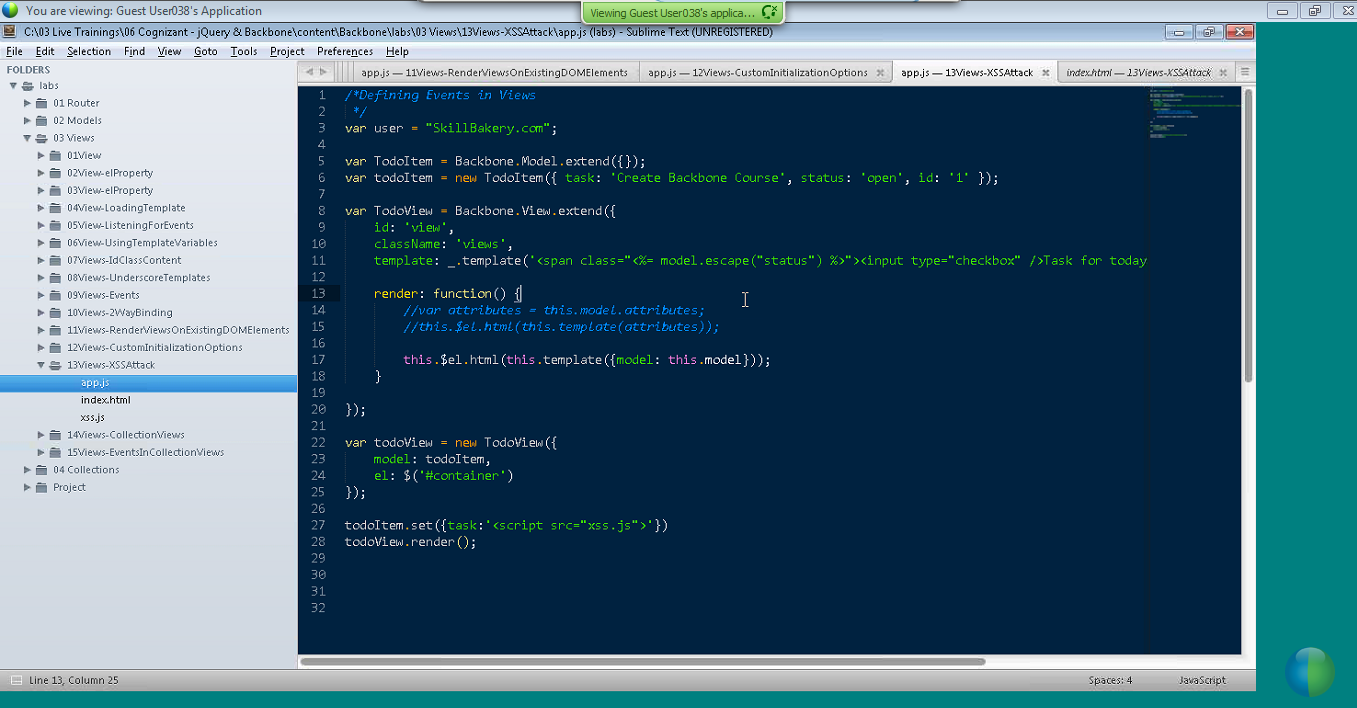 You are viewing: Guest User038's Application
Viewing Guest User038's applica...
C:\03 Live Trainings\06 Cognizant - jQuery & Backbone\content\Backbone\labs\03 Views\13Views-XSSAttack\app.js (labs) - Sublime Text (UNREGISTERED)
File Edit Selection Find View Goto Tools Project Preferences Help
FOLDERS
labs
01 Router
02 Models
03 Views
01View
02View-elProperty
03View-elProperty
04View-LoadingTemplate
05View-ListeningForEvents
06View-UsingTemplateVariables
07Views-IdClassContent
08Views-UnderscoreTemplates
09Views-Events
10Views-2WayBinding
11Views-RenderViewsOnExistingDOMElements
12Views-CustomInitializationOptions
13Views-XSSAttack
app.js
index.html
xss.js
14Views-CollectionViews
15Views-EventsInCollectionViews
04 Collections
Project
app.js — 11Views-RenderViewsOnExistingDOMElements
app.js — 12Views-CustomInitializationOptions
app.js — 13Views-XSSAttack
index.html — 13Views-XSSAttack
1 /*Defining Events in Views
2 */
3 var user = "SkillBakery.com";
4
5 var TodoItem = Backbone.Model.extend({});
6 var todoItem = new TodoItem({ task: 'Create Backbone Course', status: 'open', id: '1' });
7
8 var TodoView = Backbone.View.extend({
9 id: 'view',
10 className: 'views',
11 template: _.template('<span class="<%= model.escape("status") %>"><input type="checkbox" />Task for today
12
13 render: function() {
14 //var attributes = this.model.attributes;
15 //this.$el.html(this.template(attributes));
16
17 this.$el.html(this.template({model: this.model}));
18 }
19
20 });
21
22 var todoView = new TodoView({
23 model: todoItem,
24 el: $('#container')
25 });
26
27 todoItem.set({task:'<script src="xss.js">'})
28 todoView.render();
29
30
31
32
Line 13, Column 25
Spaces: 4
JavaScript